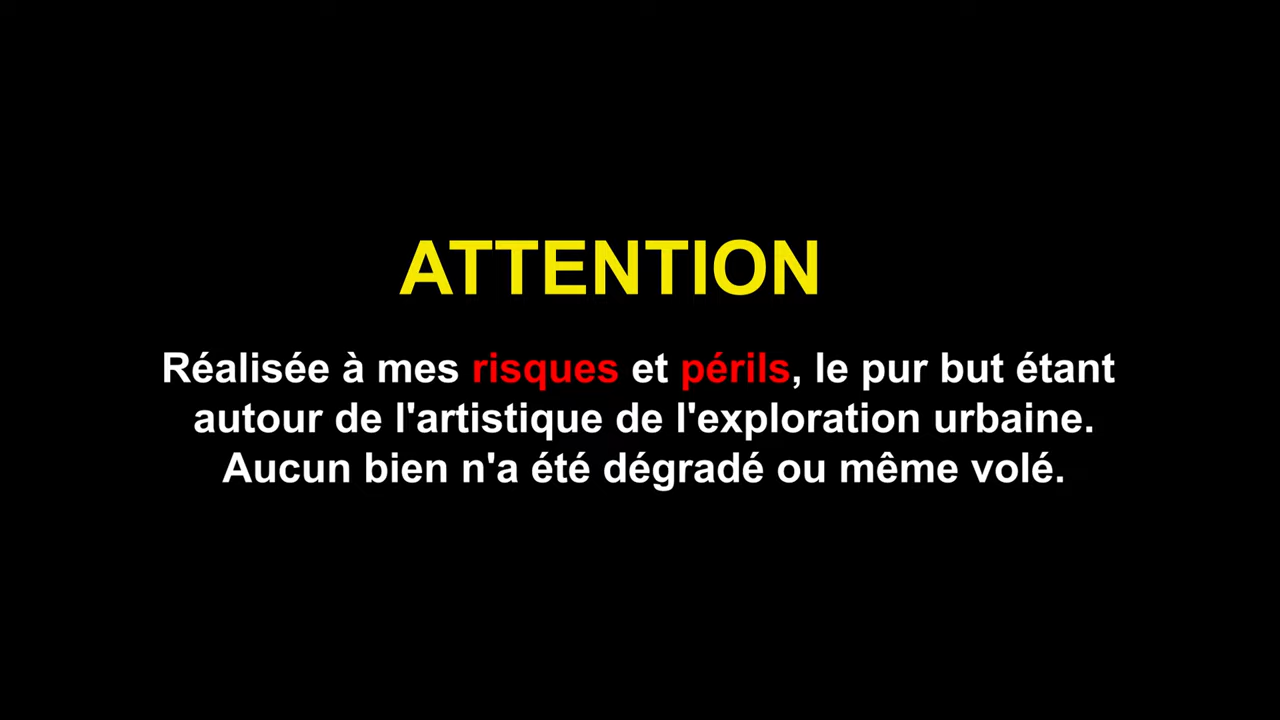 ATTENTION
Réalisée à mes risques et périls, le pur but étant
autour de l'artistique de l'exploration urbaine.
Aucun bien n'a été dégradé ou même volé.